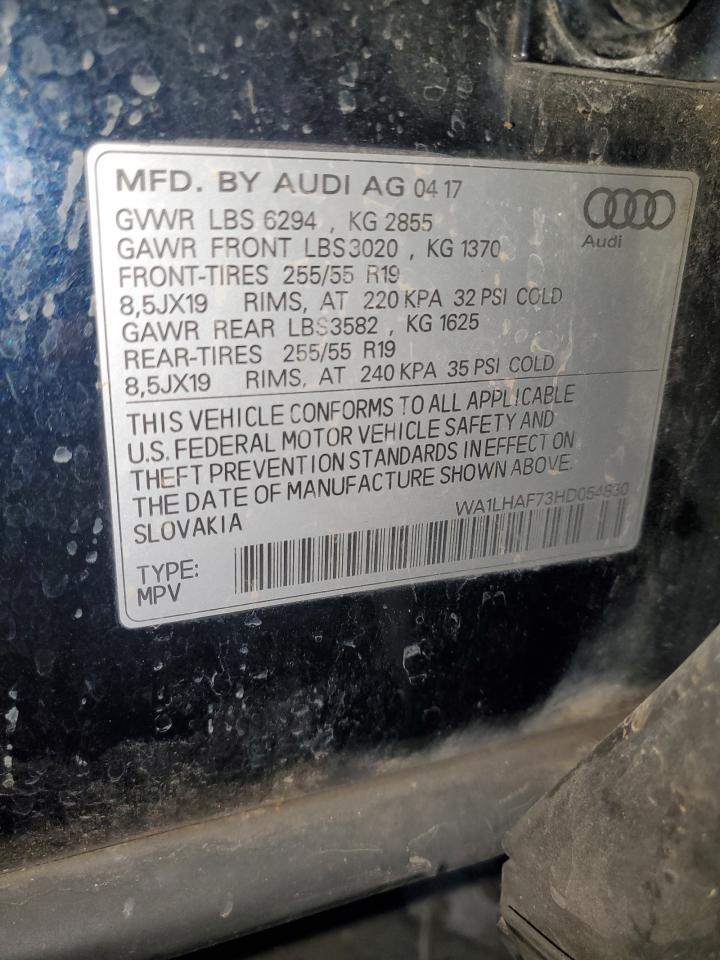 MFD. BY AUDI AG 04 17
GVWR LBS 6294 , KG 2855
GAWR FRONT LBS3020 , KG 1370
FRONT-TIRES 255/55 R19
8,5JX19 RIMS, AT 220 KPA 32 PSI COLD
GAWR REAR LBS3582 , KG 1625
REAR-TIRES 255/55 R19
8,5JX19 RIMS, AT 240 KPA 35 PSI COLD
Audi
THIS VEHICLE CONFORMS TO ALL APPLICABLE
U.S. FEDERAL MOTOR VEHICLE SAFETY AND
THEFT PREVENTION STANDARDS IN EFFECT ON
THE DATE OF MANUFACTURE SHOWN ABOVE.
SLOVAKIA
WA1LHAF73HD054830
TYPE:
MPV